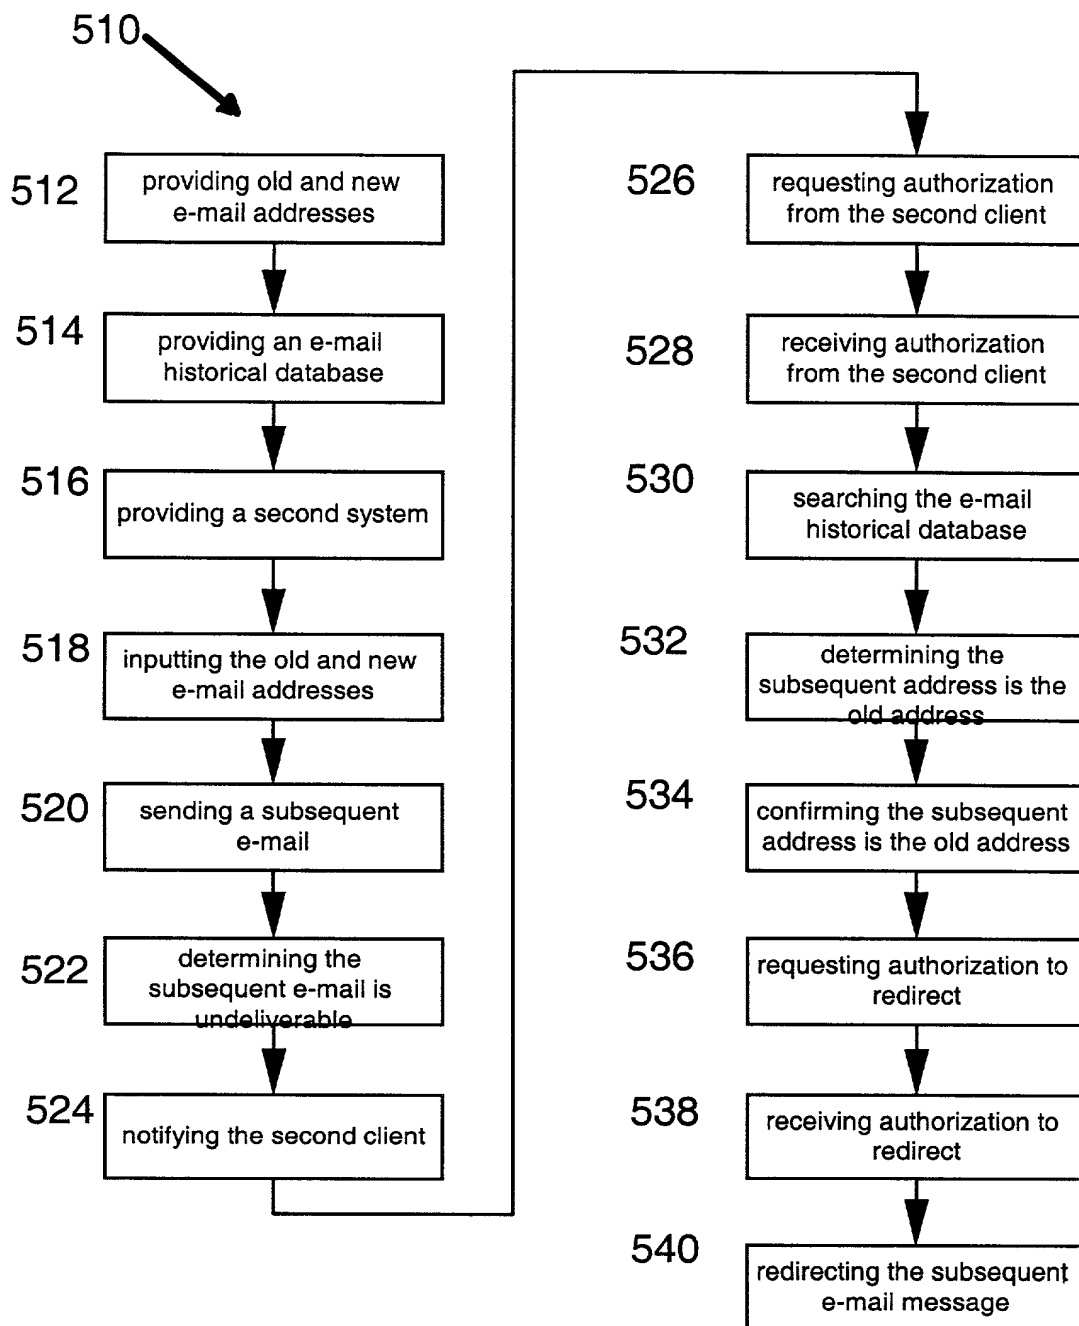 510
512
providing old and new
e-mail addresses
514
providing an e-mail
historical database
516
providing a second system
518
inputting the old and new
e-mail addresses
520
sending a subsequent
e-mail
522
determining the
subsequent e-mail is
undeliverable
524
notifying the second client
526
requesting authorization
from the second client
528
receiving authorization
from the second client
530
searching the e-mail
historical database
532
determining the
subsequent address is the
old address
534
confirming the subsequent
address is the old address
536
requesting authorization to
redirect
538
receiving authorization to
redirect
540
redirecting the subsequent
e-mail message